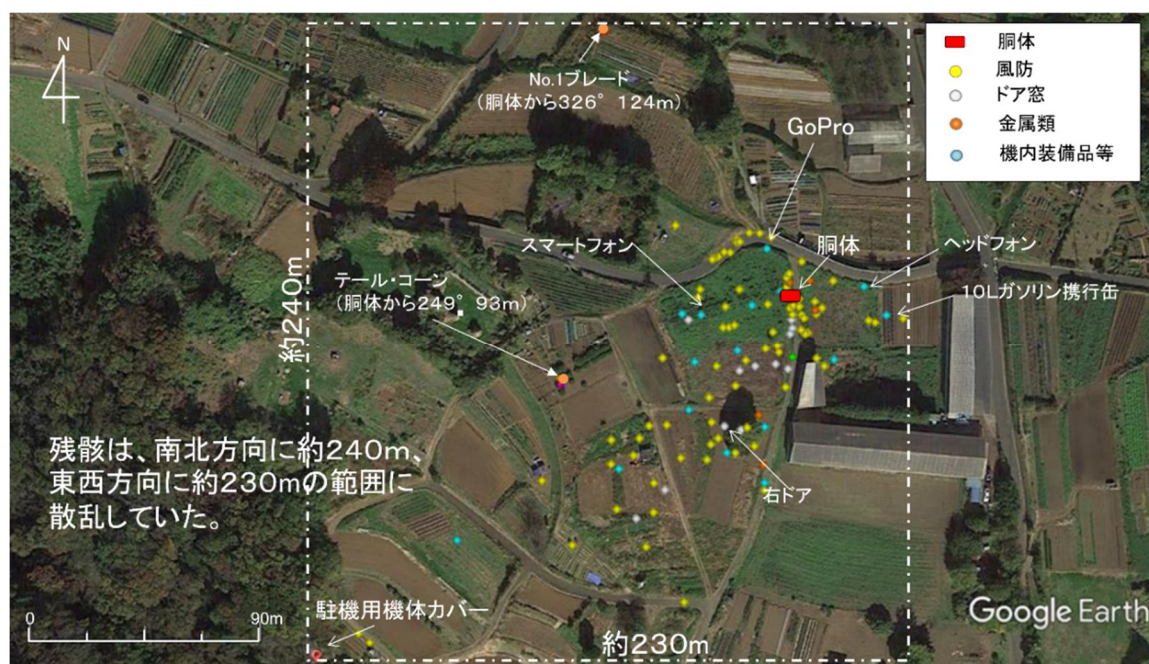 N
No.1ブレード
（胴体から326°124m）
GoPro
胴体
風防
ドア窓
金属類
機内装備品等
スマートフォン
胴体
ヘッドフォン
テール・コーン
（胴体から249°93m）
10Lガソリン携行缶
約240m
残骸は、南北方向に約240m、
東西方向に約230mの範囲に
散乱していた。
右ドア
駐機用機体カバー
0
90m
約230m
Google Earth